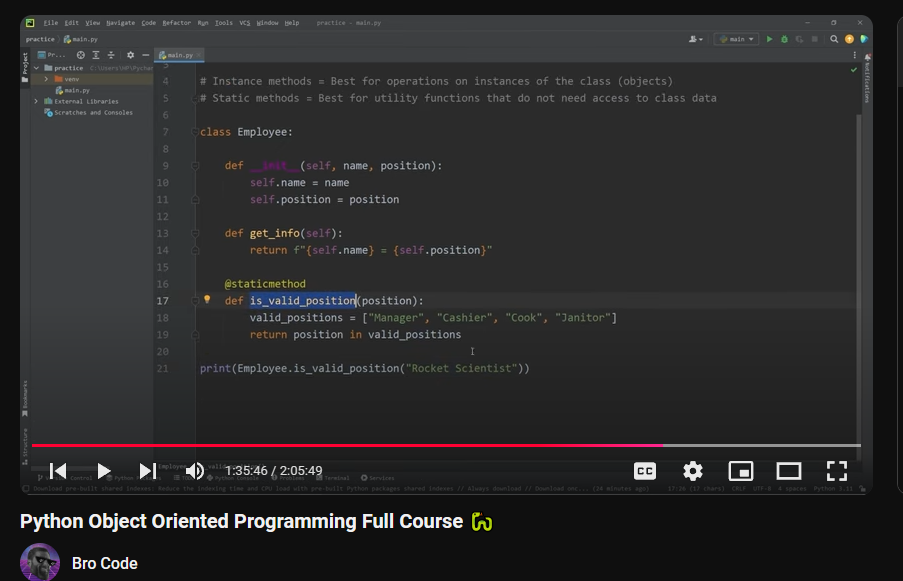 File Edit View Navigate Code Refactor Run Tools VCS Window Help practice - main.py
practice main.py
main
Pr...
main.py
Project
practice
venv
main.py
External Libraries
Scratches and Consoles
Notifications
4 # Instance methods = Best for operations on instances of the class (objects)
5 # Static methods = Best for utility functions that do not need access to class data
6
7 class Employee:
8
9 def __init__(self, name, position):
10 self.name = name
11 self.position = position
12
13 def get_info(self):
14 return f"{self.name} = {self.position}"
15
16 @staticmethod
17 def is_valid_position(position):
18 valid_positions = ["Manager", "Cashier", "Cook", "Janitor"]
19 return position in valid_positions
20
21 print(Employee.is_valid_position("Rocket Scientist"))
Bookmarks
Structure
1:35:46 / 2:05:49
CC
Python Object Oriented Programming Full Course
Bro Code